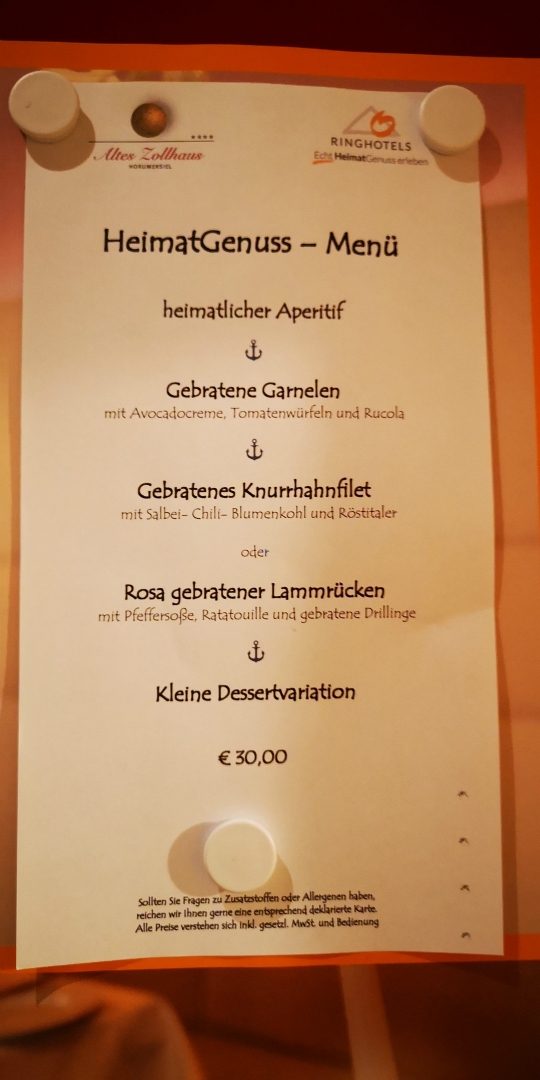 ****
Altes Zollhaus
HORUMERSIEL
RINGHOTELS
Echt HeimatGenuss erleben
HeimatGenuss – Menü
heimatlicher Aperitif
Gebratene Garnelen
mit Avocadocreme, Tomatenwürfeln und Rucola
Gebratenes Knurrhahnfilet
mit Salbei- Chili- Blumenkohl und Röstitaler
oder
Rosa gebratener Lammrücken
mit Pfeffersoße, Ratatouille und gebratene Drillinge
Kleine Dessertvariation
€ 30,00
Sollten Sie Fragen zu Zusatzstoffen oder Allergenen haben,
reichen wir Ihnen gerne eine entsprechend deklarierte Karte.
Alle Preise verstehen sich inkl. gesetzl. MwSt. und Bedienung